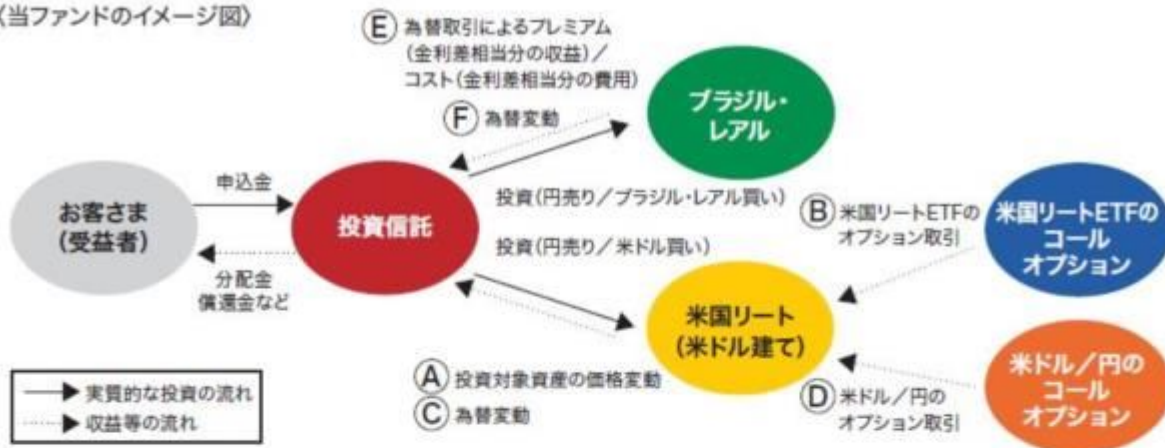 〈当ファンドのイメージ図〉
Ⓔ 為替取引によるプレミアム
(金利差相当分の収益)／
コスト(金利差相当分の費用)
Ⓕ 為替変動
ブラジル・
レアル
申込金
お客さま
(受益者)
投資信託
分配金
償還金など
投資(円売り／ブラジル・レアル買い)
投資(円売り／米ドル買い)
Ⓑ 米国リートETFの
オプション取引
米国リートETFの
コール
オプション
米国リート
(米ドル建て)
Ⓐ 投資対象資産の価格変動
Ⓒ 為替変動
Ⓓ 米ドル／円の
オプション取引
米ドル／円の
コール
オプション
実質的な投資の流れ
収益等の流れ